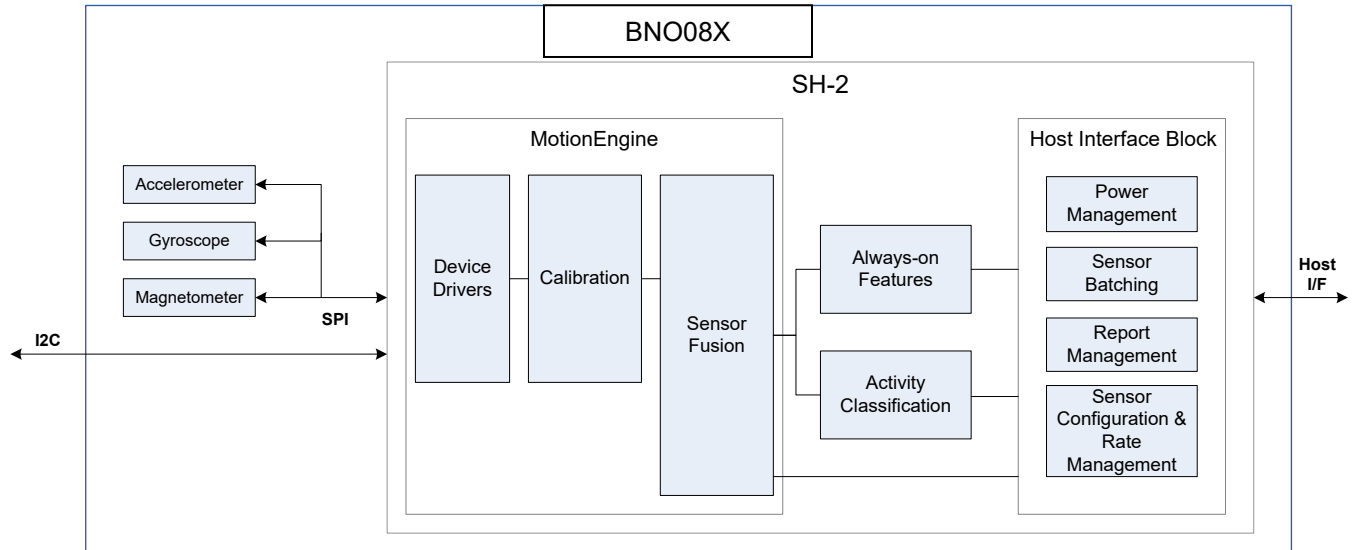 BNO08X
SH-2
MotionEngine
Host Interface Block
Accelerometer
Gyroscope
Magnetometer
SPI
I2C
Device
Drivers
Calibration
Sensor
Fusion
Always-on
Features
Activity
Classification
Power
Management
Sensor
Batching
Report
Management
Sensor
Configuration &
Rate
Management
Host
I/F